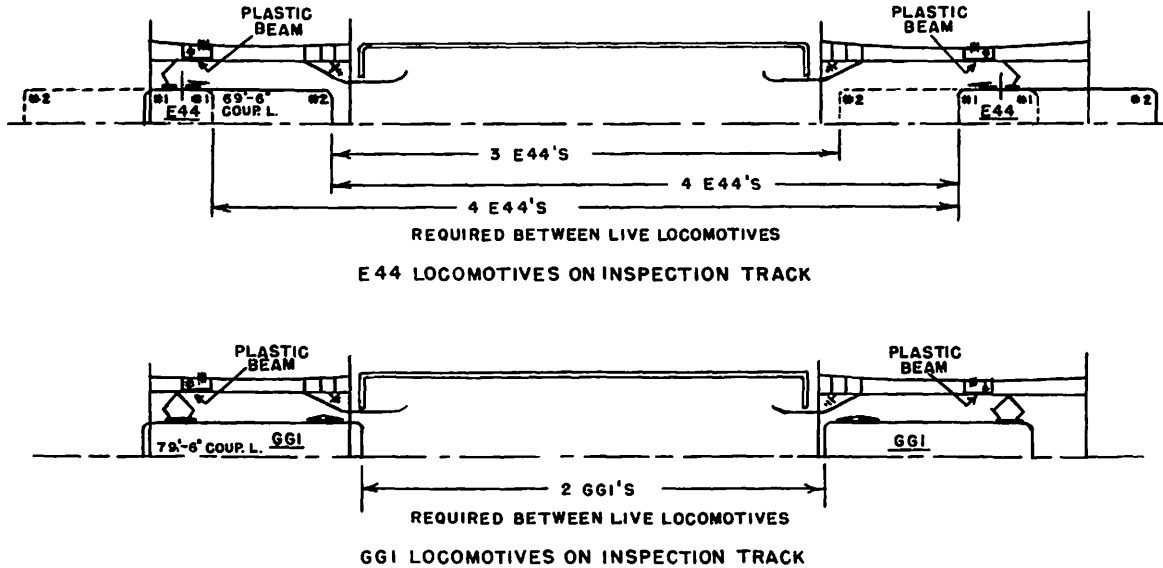 PLASTIC
BEAM
PLASTIC
BEAM
#2
#1
#1
E44
69'-6"
COUP. L.
#2
#2
#1
#1
E44
#2
3 E44'S
4 E44'S
4 E44'S
REQUIRED BETWEEN LIVE LOCOMOTIVES
E44 LOCOMOTIVES ON INSPECTION TRACK
PLASTIC
BEAM
PLASTIC
BEAM
79'-6" COUP. L. GG1
GG1
2 GG1'S
REQUIRED BETWEEN LIVE LOCOMOTIVES
GG1 LOCOMOTIVES ON INSPECTION TRACK